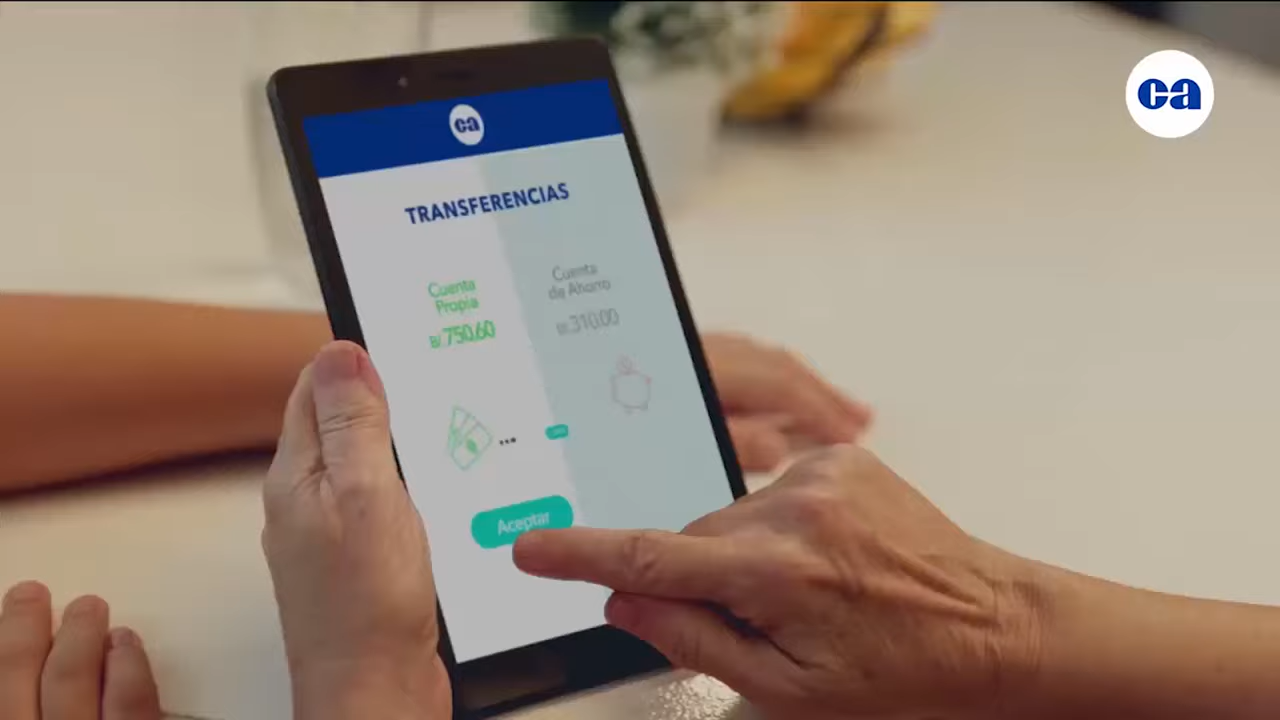 ca
ca
TRANSFERENCIAS
Cuenta
Propia
B/.750.60
Cuenta
de Ahorro
B/.310.00
Aceptar